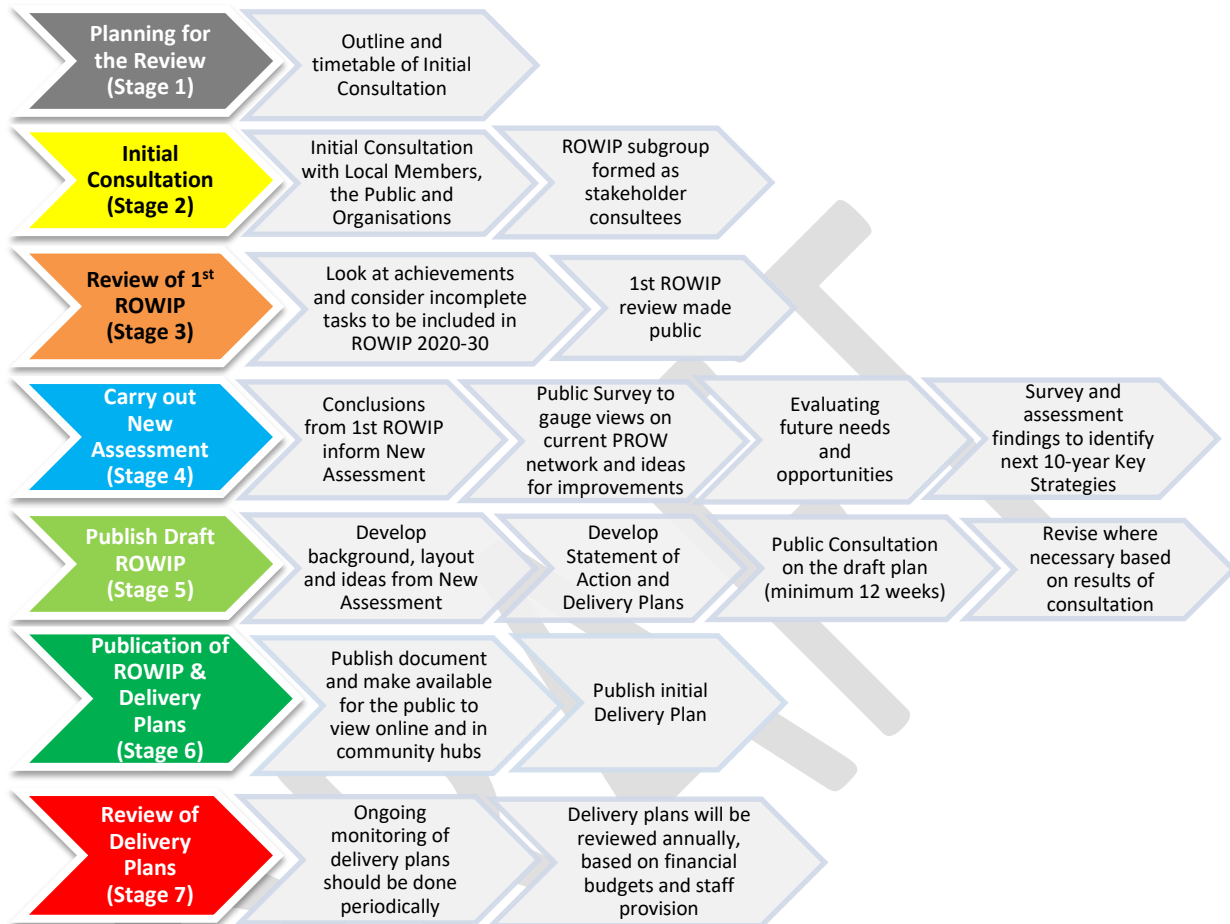 Planning for
the Review
(Stage 1)
Outline and
timetable of Initial
Consultation
Initial
Consultation
(Stage 2)
Initial Consultation
with Local Members,
the Public and
Organisations
ROWIP subgroup
formed as
stakeholder
consultees
Review of 1st
ROWIP
(Stage 3)
Look at achievements
and consider incomplete
tasks to be included in
ROWIP 2020-30
1st ROWIP
review made
public
Carry out
New
Assessment
(Stage 4)
Conclusions
from 1st ROWIP
inform New
Assessment
Public Survey to
gauge views on
current PROW
network and ideas
for improvements
Evaluating
future needs
and
opportunities
Survey and
assessment
findings to identify
next 10-year Key
Strategies
Publish Draft
ROWIP
(Stage 5)
Develop
background, layout
and ideas from New
Assessment
Develop
Statement of
Action and
Delivery Plans
Public Consultation
on the draft plan
(minimum 12 weeks)
Revise where
necessary based
on results of
consultation
Publication of
ROWIP &
Delivery
Plans
(Stage 6)
Publish document
and make available
for the public to
view online and in
community hubs
Publish initial
Delivery Plan
Review of
Delivery
Plans
(Stage 7)
Ongoing
monitoring of
delivery plans
should be done
periodically
Delivery plans will be
reviewed annually,
based on financial
budgets and staff
provision